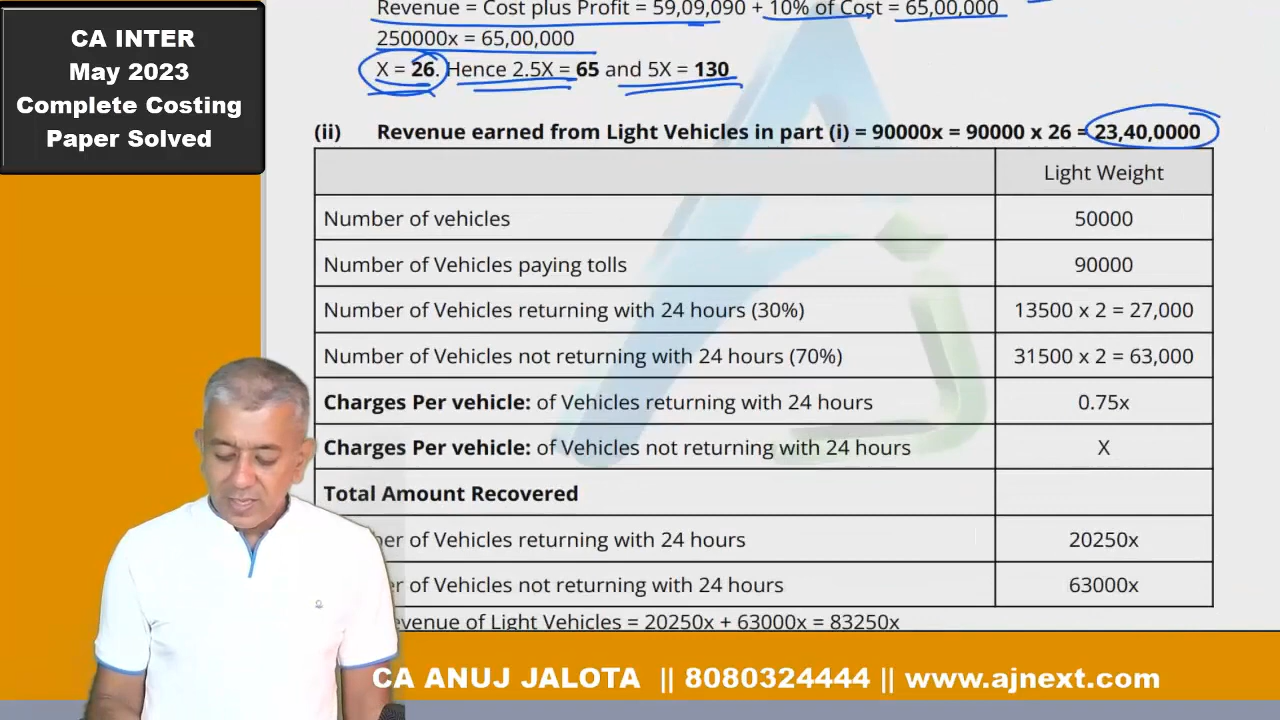 CA INTER
May 2023
Complete Costing
Paper Solved
Revenue = Cost plus Profit = 59,09,090 + 10% of Cost = 65,00,000
250000x = 65,00,000
X = 26. Hence 2.5X = 65 and 5X = 130
(ii) Revenue earned from Light Vehicles in part (i) = 90000x = 90000 x 26 = 23,40,0000
Light Weight
Number of vehicles 50000
Number of Vehicles paying tolls 90000
Number of Vehicles returning with 24 hours (30%) 13500 x 2 = 27,000
Number of Vehicles not returning with 24 hours (70%) 31500 x 2 = 63,000
Charges Per vehicle: of Vehicles returning with 24 hours 0.75x
Charges Per vehicle: of Vehicles not returning with 24 hours X
Total Amount Recovered
of Vehicles returning with 24 hours 20250x
of Vehicles not returning with 24 hours 63000x
of Light Vehicles = 20250x + 63000x = 83250x
CA ANUJ JALOTA || 8080324444 || www.ajnext.com